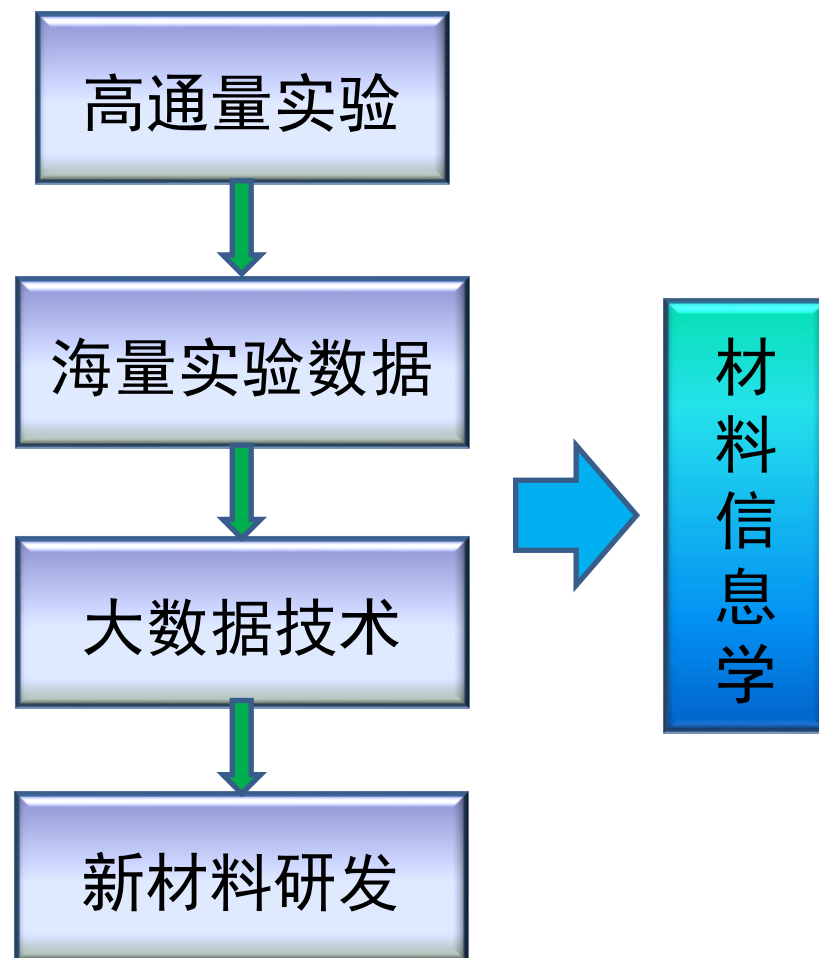 高通量实验
海量实验数据
大数据技术
新材料研发
材料信息学